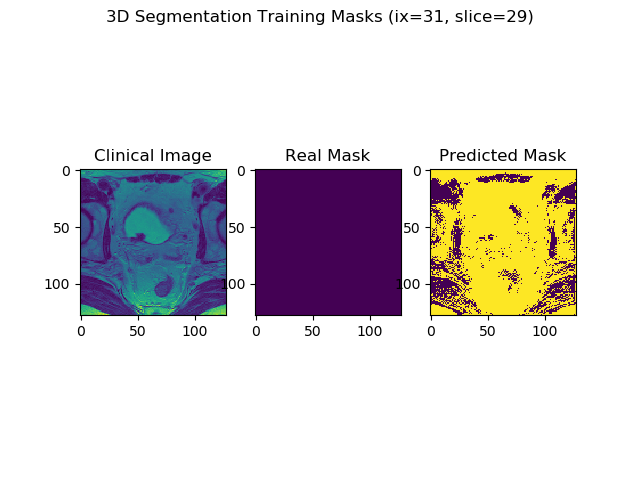 3D Segmentation Training Masks (ix=31, slice=29)
Clinical Image Real Mask Predicted Mask
0 0 0
50 50 50
100 100 100
0 50 100 0 50 100 0 50 100